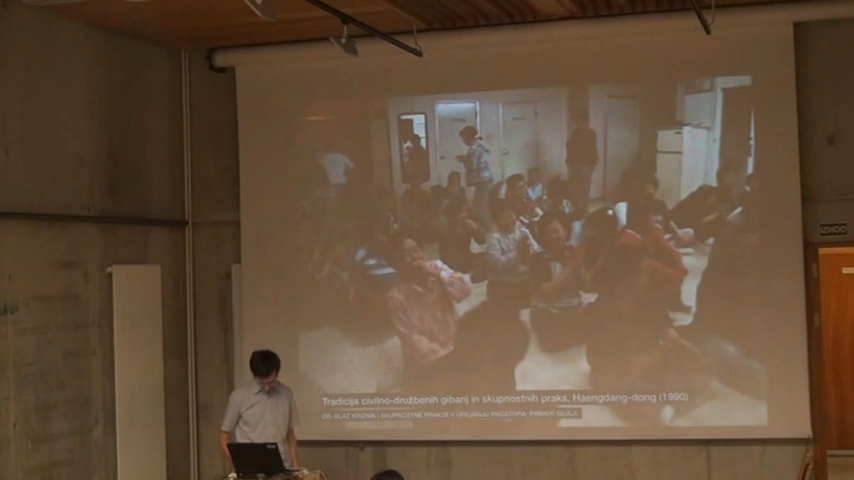 IZHOD
Tradicija civilno-družbenih gibanj in skupnostnih praks, Haengdang-dong (1990)
DR. BLAŽ KRIŽNIK | SKUPNOSTNE PRAKSE V UREJANJU PROSTORA: PRIMER SEULA